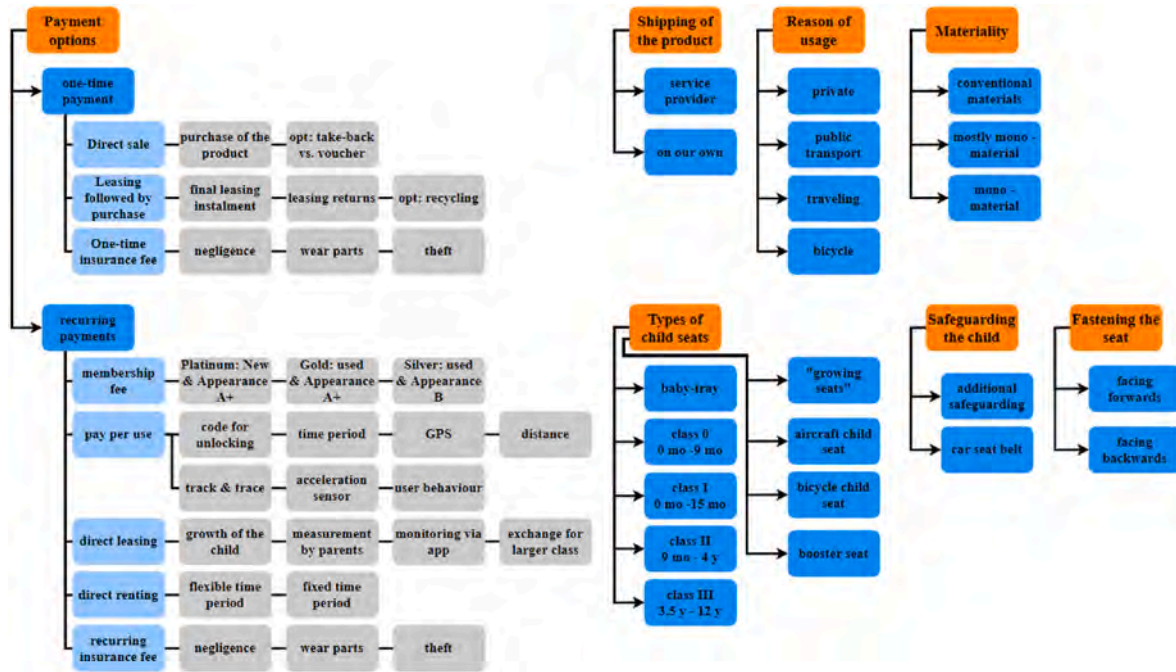 Payment
options
one-time
payment
Direct sale
purchase of the
product
opt: take-back
vs. voucher
Leasing
followed by
purchase
final leasing
instalment
leasing returns
opt: recycling
One-time
insurance fee
negligence
wear parts
theft
recurring
payments
membership
fee
Platinum: New
& Appearance
A+
Gold: used
& Appearance
A+
Silver: used
& Appearance
B
pay per use
code for
unlocking
time period
GPS
distance
track & trace
acceleration
sensor
user behaviour
direct leasing
growth of the
child
measurement
by parents
monitoring via
app
exchange for
larger class
direct renting
flexible time
period
fixed time
period
recurring
insurance fee
negligence
wear parts
theft
Shipping of
the product
service
provider
on our own
Reason of
usage
private
public
transport
traveling
bicycle
Materiality
conventional
materials
mostly mono -
material
mono -
material
Types of
child seats
baby-tray
class 0
0 mo -9 mo
class I
0 mo -15 mo
class II
9 mo - 4 y
class III
3.5 y - 12 y
"growing
seats"
aircraft child
seat
bicycle child
seat
booster seat
Safeguarding
the child
additional
safeguarding
car seat belt
Fastening the
seat
facing
forwards
facing
backwards